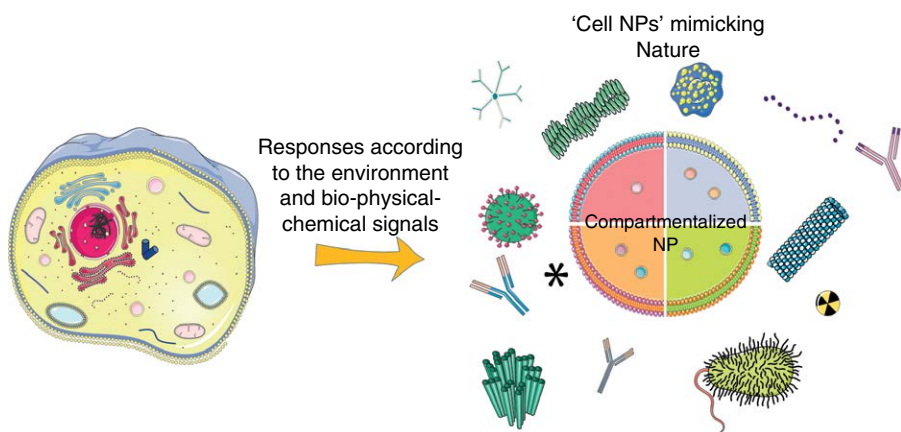 'Cell NPs' mimicking
Nature
Responses according
to the environment
and bio-physical-
chemical signals
Compartmentalized
NP